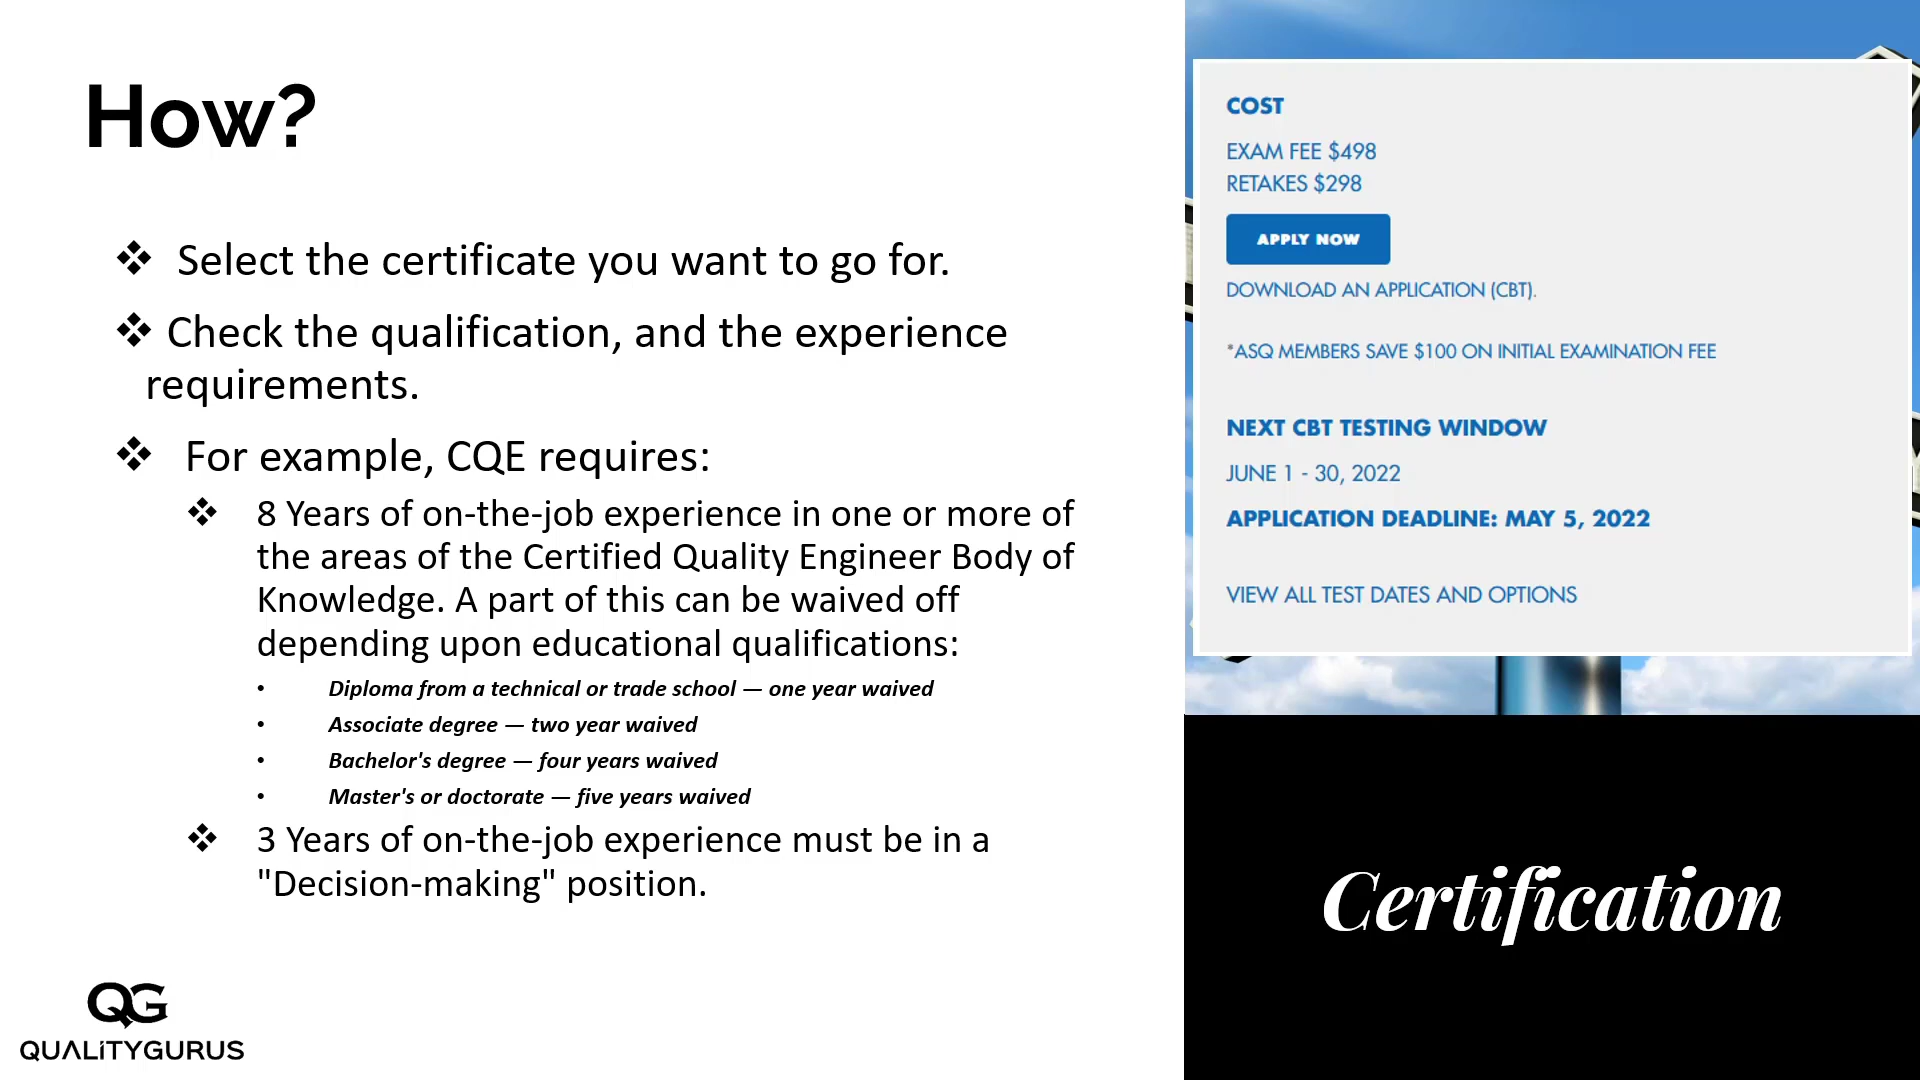 How?
❖ Select the certificate you want to go for.
❖ Check the qualification, and the experience
requirements.
❖ For example, CQE requires:
❖ 8 Years of on-the-job experience in one or more of
the areas of the Certified Quality Engineer Body of
Knowledge. A part of this can be waived off
depending upon educational qualifications:
• Diploma from a technical or trade school — one year waived
• Associate degree — two year waived
• Bachelor's degree — four years waived
• Master's or doctorate — five years waived
❖ 3 Years of on-the-job experience must be in a
"Decision-making" position.
QG
QUALITYGURUS
COST
EXAM FEE $498
RETAKES $298
APPLY NOW
DOWNLOAD AN APPLICATION (CBT).
*ASQ MEMBERS SAVE $100 ON INITIAL EXAMINATION FEE
NEXT CBT TESTING WINDOW
JUNE 1 - 30, 2022
APPLICATION DEADLINE: MAY 5, 2022
VIEW ALL TEST DATES AND OPTIONS
Certification